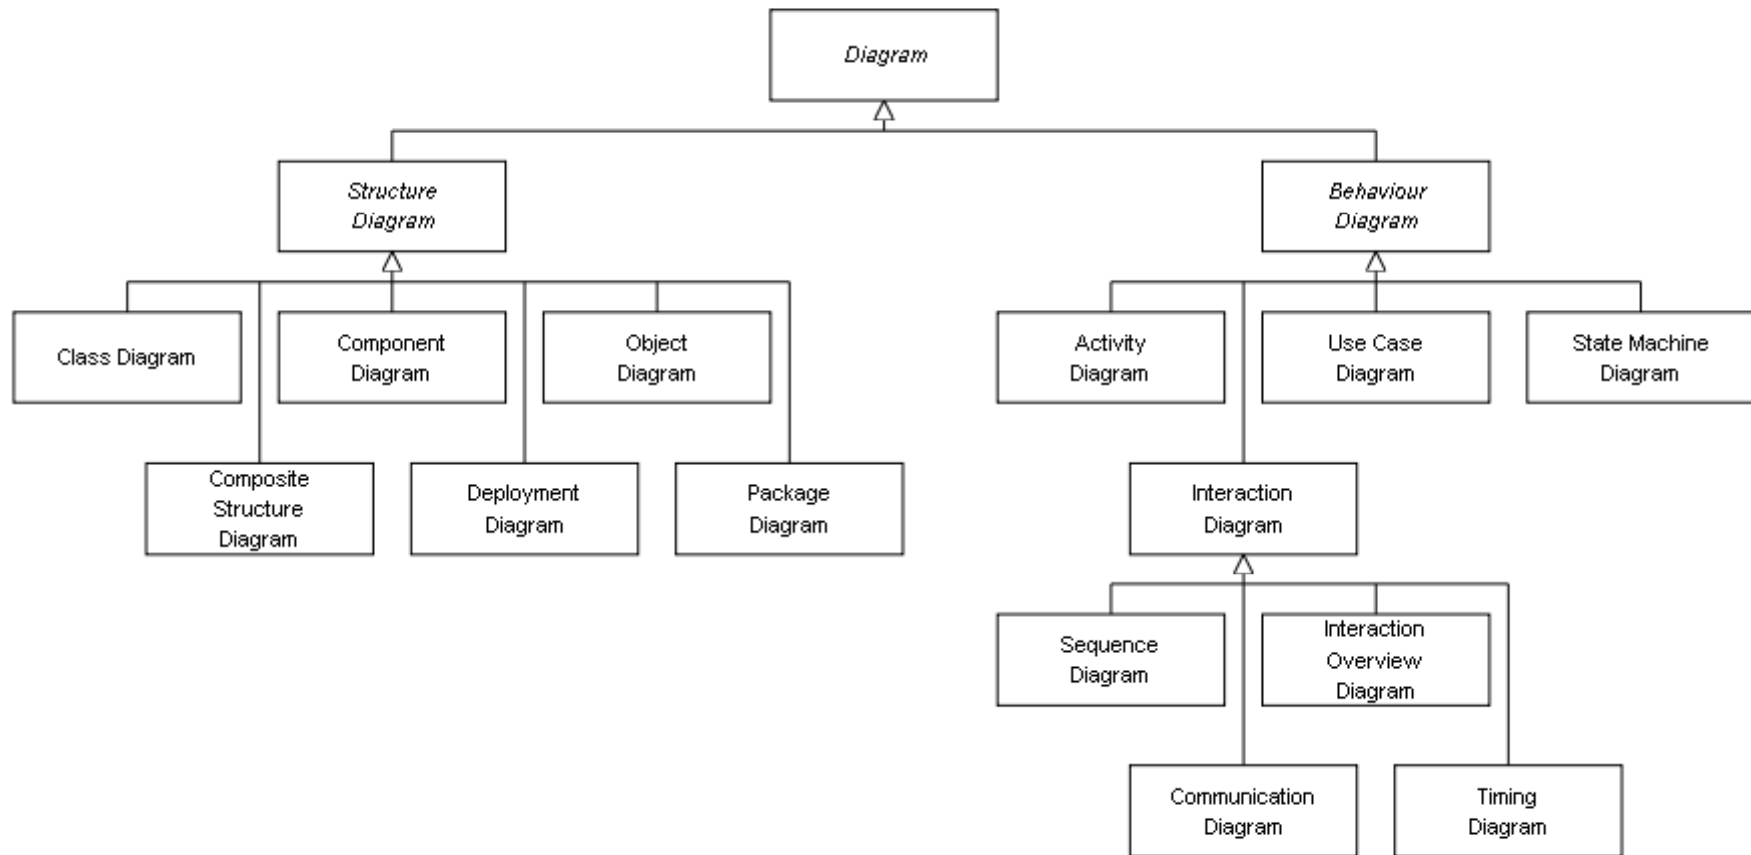 Diagram
Structure
Diagram
Behaviour
Diagram
Class Diagram
Component
Diagram
Object
Diagram
Activity
Diagram
Use Case
Diagram
State Machine
Diagram
Composite
Structure
Diagram
Deployment
Diagram
Package
Diagram
Interaction
Diagram
Sequence
Diagram
Interaction
Overview
Diagram
Communication
Diagram
Timing
Diagram